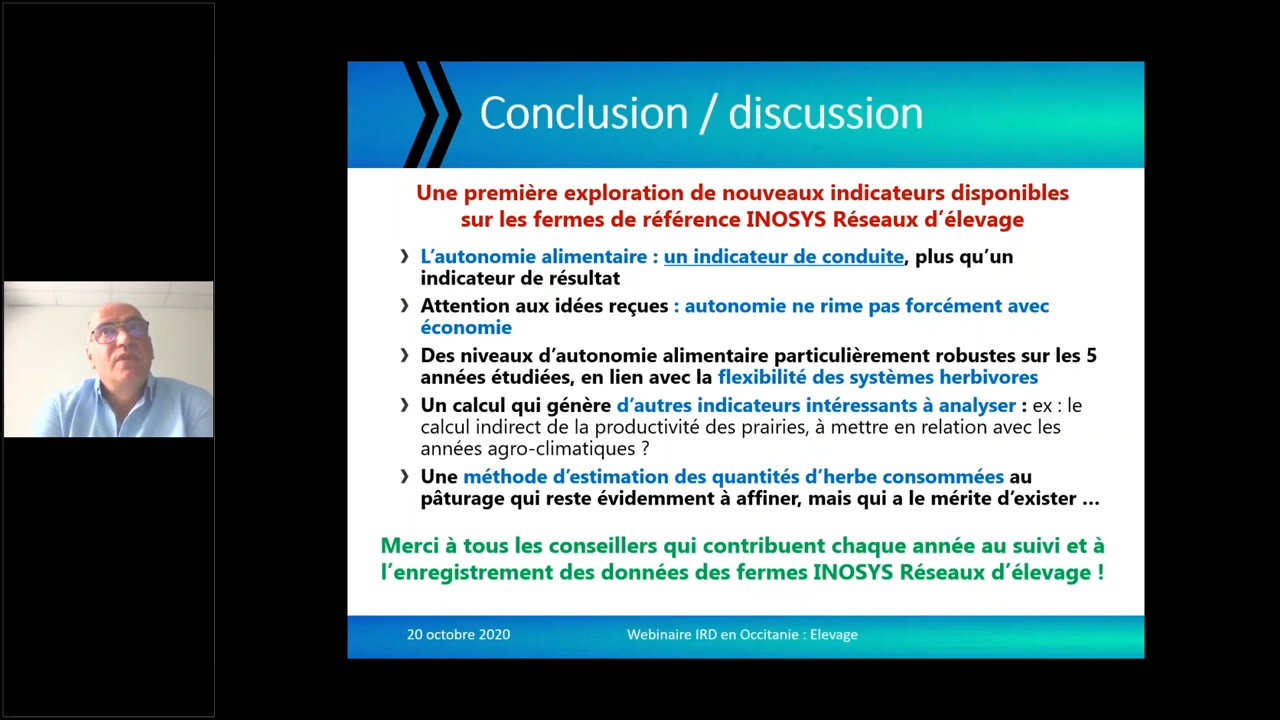 Conclusion / discussion
Une première exploration de nouveaux indicateurs disponibles
sur les fermes de référence INOSYS Réseaux d’élevage
L’autonomie alimentaire : un indicateur de conduite, plus qu’un
indicateur de résultat
Attention aux idées reçues : autonomie ne rime pas forcément avec
économie
Des niveaux d’autonomie alimentaire particulièrement robustes sur les 5
années étudiées, en lien avec la flexibilité des systèmes herbivores
Un calcul qui génère d’autres indicateurs intéressants à analyser : ex : le
calcul indirect de la productivité des prairies, à mettre en relation avec les
années agro-climatiques ?
Une méthode d’estimation des quantités d’herbe consommées au
pâturage qui reste évidemment à affiner, mais qui a le mérite d’exister ...
Merci à tous les conseillers qui contribuent chaque année au suivi et à
l’enregistrement des données des fermes INOSYS Réseaux d’élevage !
20 octobre 2020
Webinaire IRD en Occitanie : Elevage